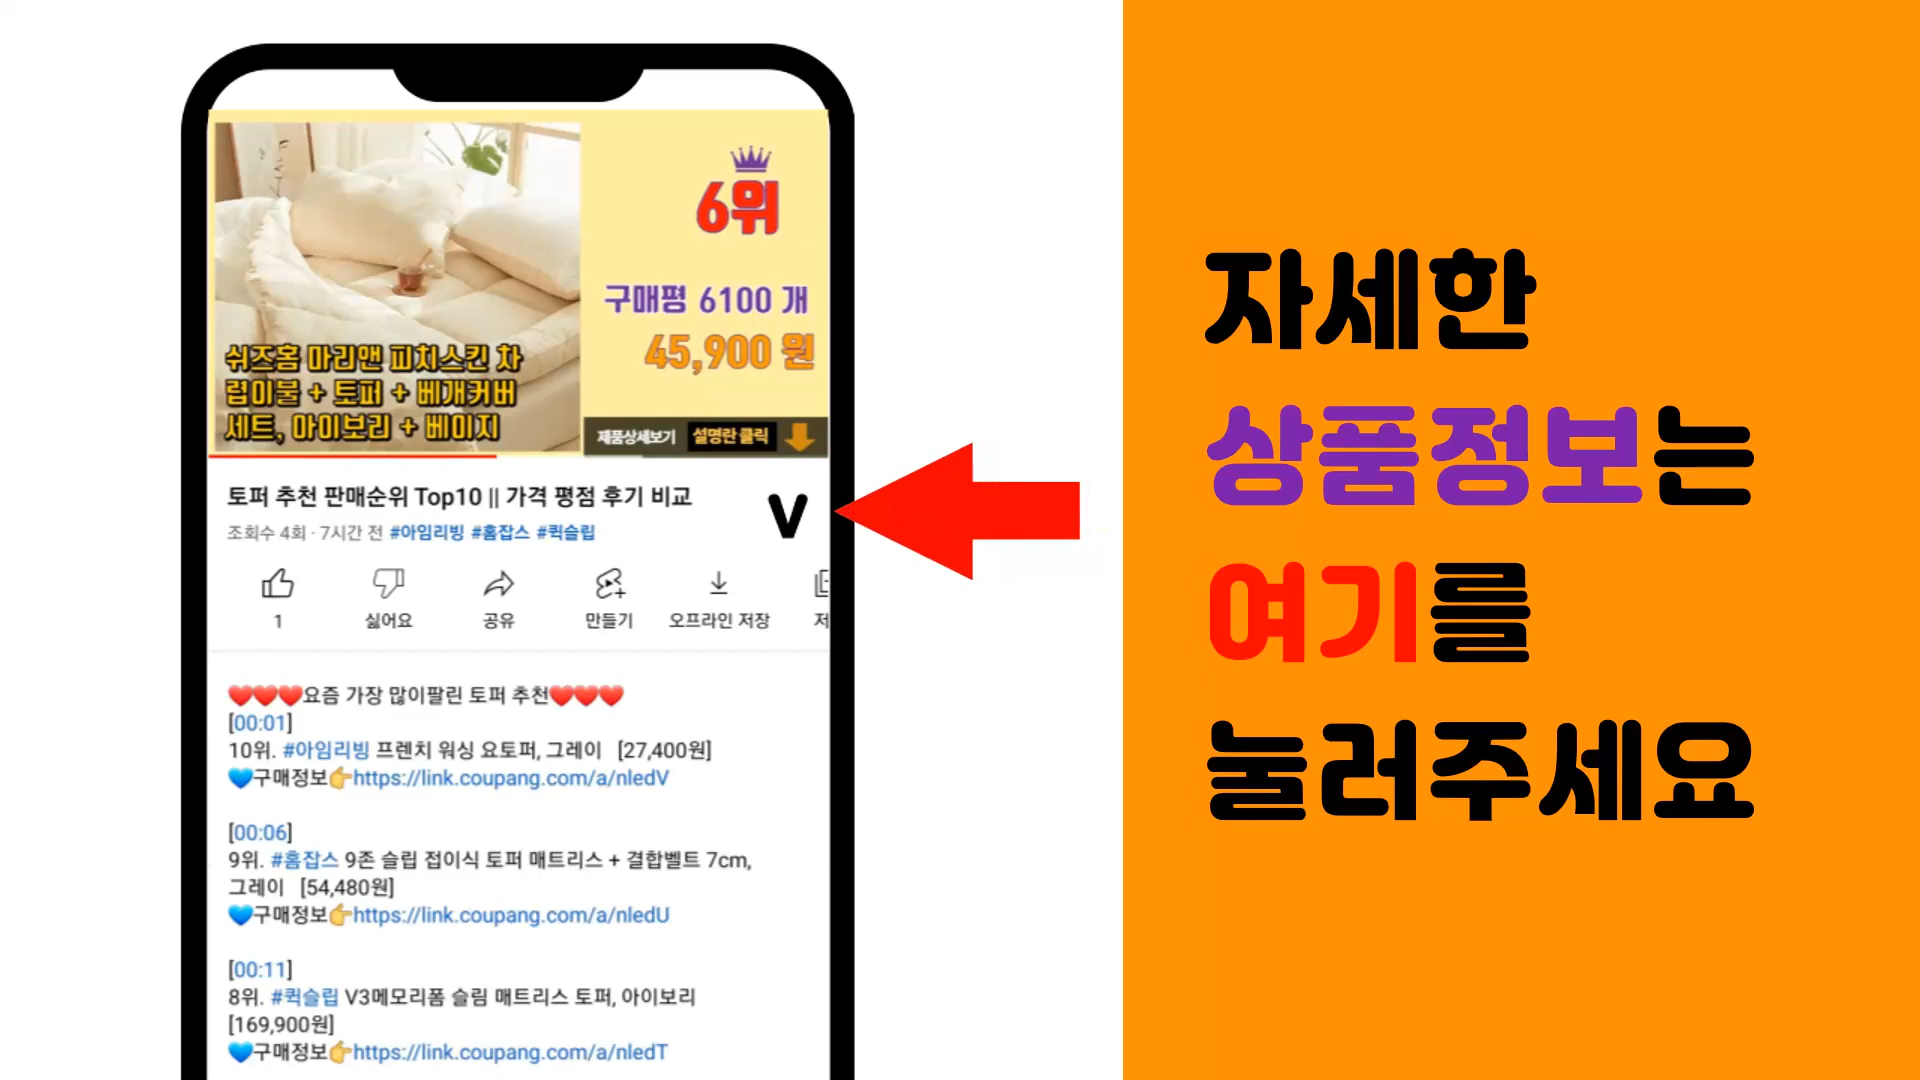 6위
구매평 6100 개
45,900 원
쉬즈홈 마리앤 피치스킨 차
렵이불 + 토퍼 + 베개커버
세트, 아이보리 + 베이지
제품상세보기 설명란 클릭
토퍼 추천 판매순위 Top10 || 가격 평점 후기 비교
V
조회수 4회 · 7시간 전 #아임리빙 #홈잡스 #퀵슬립
1 싫어요 공유 만들기 오프라인 저장 저
❤️❤️❤️요즘 가장 많이팔린 토퍼 추천❤️❤️❤️
[00:01]
10위. #아임리빙 프렌치 워싱 요토퍼, 그레이 [27,400원]
💙구매정보👉https://link.coupang.com/a/nledV
[00:06]
9위. #홈잡스 9존 슬립 접이식 토퍼 매트리스 + 결합벨트 7cm,
그레이 [54,480원]
💙구매정보👉https://link.coupang.com/a/nledU
[00:11]
8위. #퀵슬립 V3메모리폼 슬림 매트리스 토퍼, 아이보리
[169,900원]
💙구매정보👉https://link.coupang.com/a/nledT
자세한
상품정보는
여기를
눌러주세요